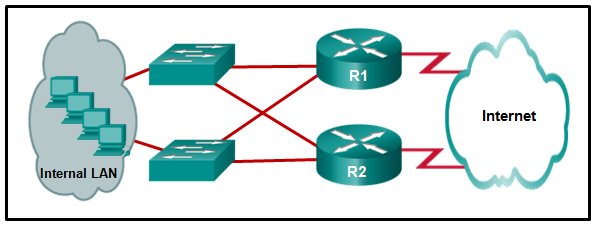 R1
Internet
R2
Internal LAN